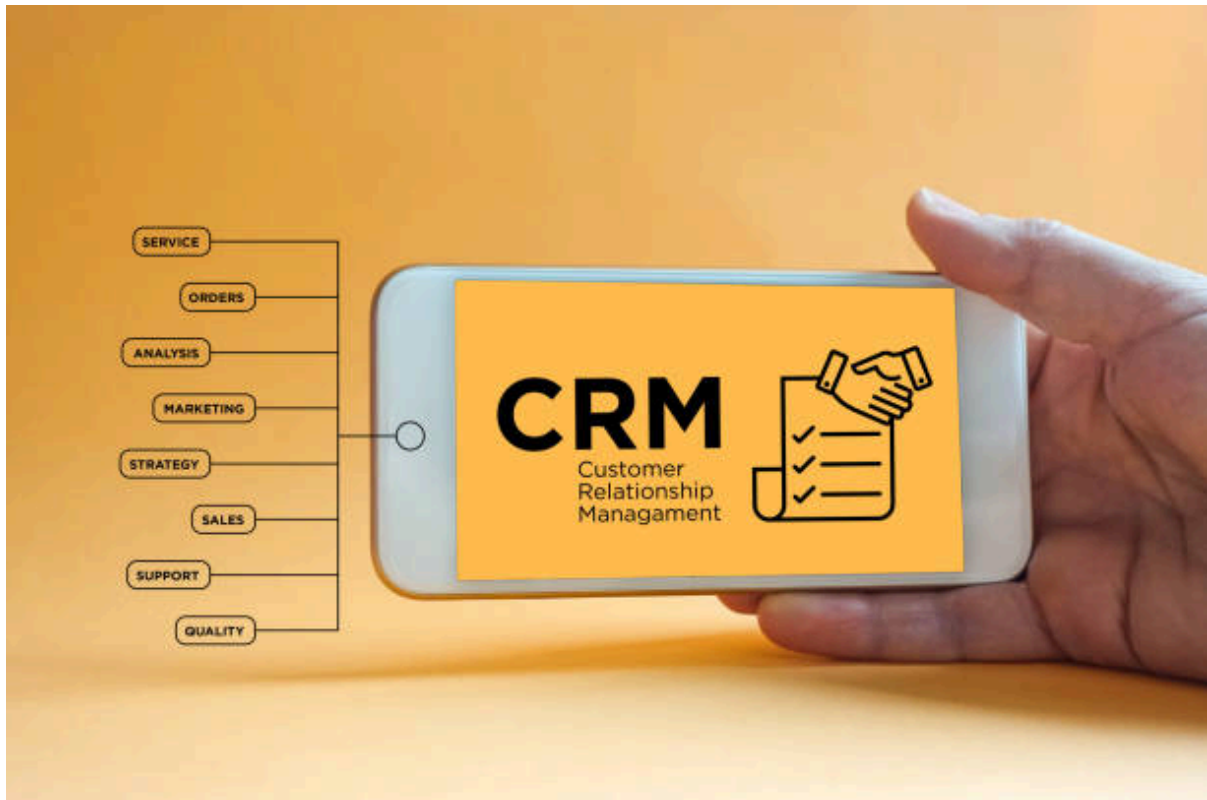 SERVICE
ORDERS
ANALYSIS
MARKETING
STRATEGY
SALES
SUPPORT
QUALITY
CRM
Customer
Relationship
Managament